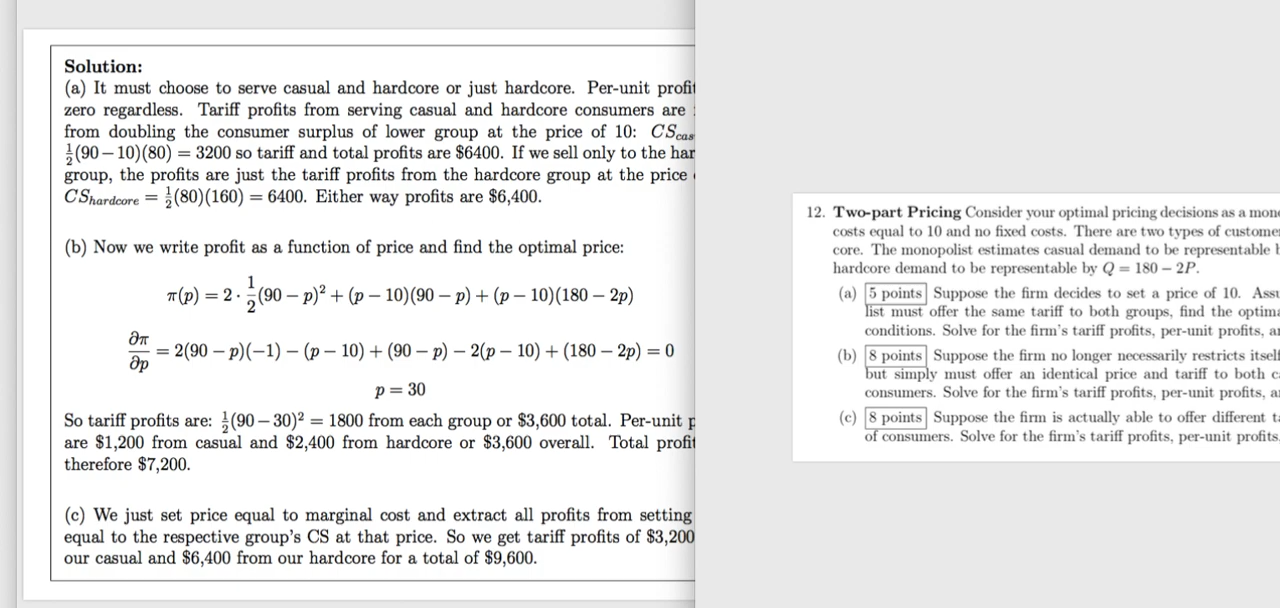 Solution:
(a) It must choose to serve casual and hardcore or just hardcore. Per-unit profit
zero regardless. Tariff profits from serving casual and hardcore consumers are
from doubling the consumer surplus of lower group at the price of 10: CS_cas
½(90 − 10)(80) = 3200 so tariff and total profits are $6400. If we sell only to the har
group, the profits are just the tariff profits from the hardcore group at the price
CS_hardcore = ½(80)(160) = 6400. Either way profits are $6,400.
(b) Now we write profit as a function of price and find the optimal price:
π(p) = 2 · ½(90 − p)² + (p − 10)(90 − p) + (p − 10)(180 − 2p)
∂π/∂p = 2(90 − p)(−1) − (p − 10) + (90 − p) − 2(p − 10) + (180 − 2p) = 0
p = 30
So tariff profits are: ½(90 − 30)² = 1800 from each group or $3,600 total. Per-unit p
are $1,200 from casual and $2,400 from hardcore or $3,600 overall. Total profit
therefore $7,200.
(c) We just set price equal to marginal cost and extract all profits from setting
equal to the respective group's CS at that price. So we get tariff profits of $3,200
our casual and $6,400 from our hardcore for a total of $9,600.
12. Two-part Pricing Consider your optimal pricing decisions as a mono
costs equal to 10 and no fixed costs. There are two types of custome
core. The monopolist estimates casual demand to be representable
hardcore demand to be representable by Q = 180 − 2P.
(a) 5 points Suppose the firm decides to set a price of 10. Assu
list must offer the same tariff to both groups, find the optima
conditions. Solve for the firm's tariff profits, per-unit profits,
(b) 8 points Suppose the firm no longer necessarily restricts itself
but simply must offer an identical price and tariff to both
consumers. Solve for the firm's tariff profits, per-unit profits,
(c) 8 points Suppose the firm is actually able to offer different
of consumers. Solve for the firm's tariff profits, per-unit profits,